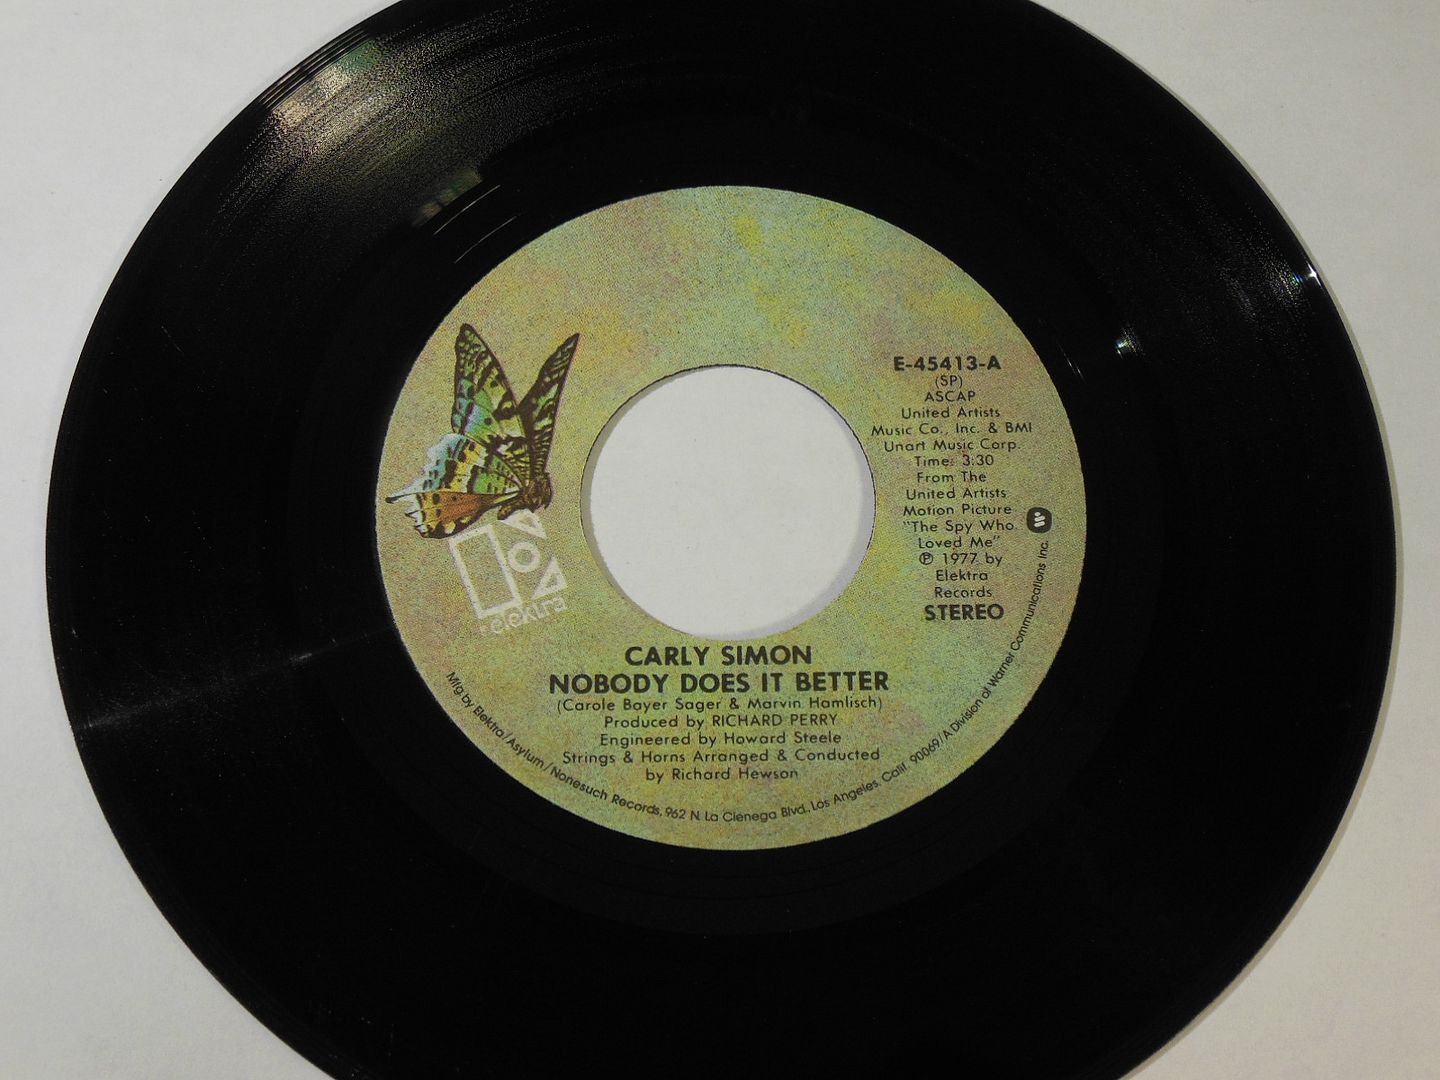 E-45413-A
(SP)
ASCAP
United Artists
Music Co., Inc. & BMI
Unart Music Corp.
Time: 3:30
From The
United Artists
Motion Picture
"The Spy Who
Loved Me"
℗ 1977 by
Elektra
Records
STEREO
elektra
CARLY SIMON
NOBODY DOES IT BETTER
(Carole Bayer Sager & Marvin Hamlisch)
Produced by RICHARD PERRY
Engineered by Howard Steele
Strings & Horns Arranged & Conducted
by Richard Hewson
Mfg by Elektra/Asylum/Nonesuch Records, 962 N. La Cienega Blvd., Los Angeles, Calif. 90069/A Division of Warner Communications Inc.